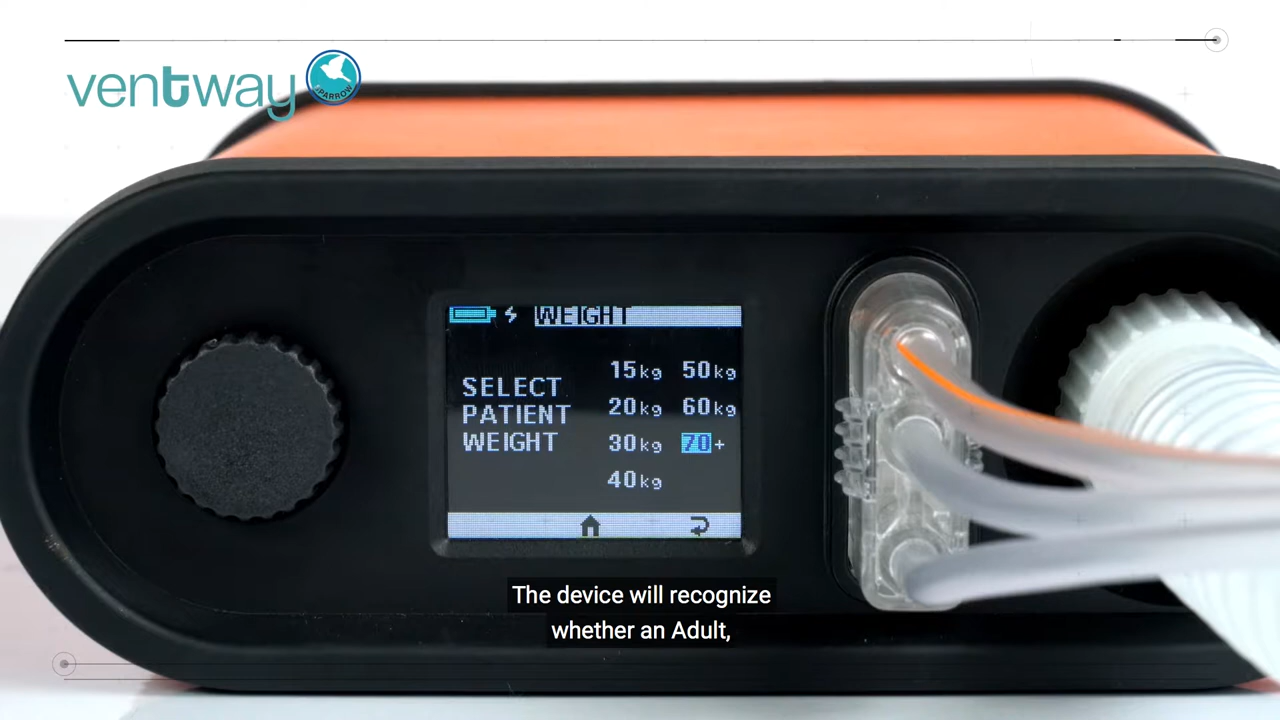 ventway
SPARROW
WEIGHT
SELECT
PATIENT
WEIGHT
15kg 50kg
20kg 60kg
30kg 70+
40kg
The device will recognize
whether an Adult,